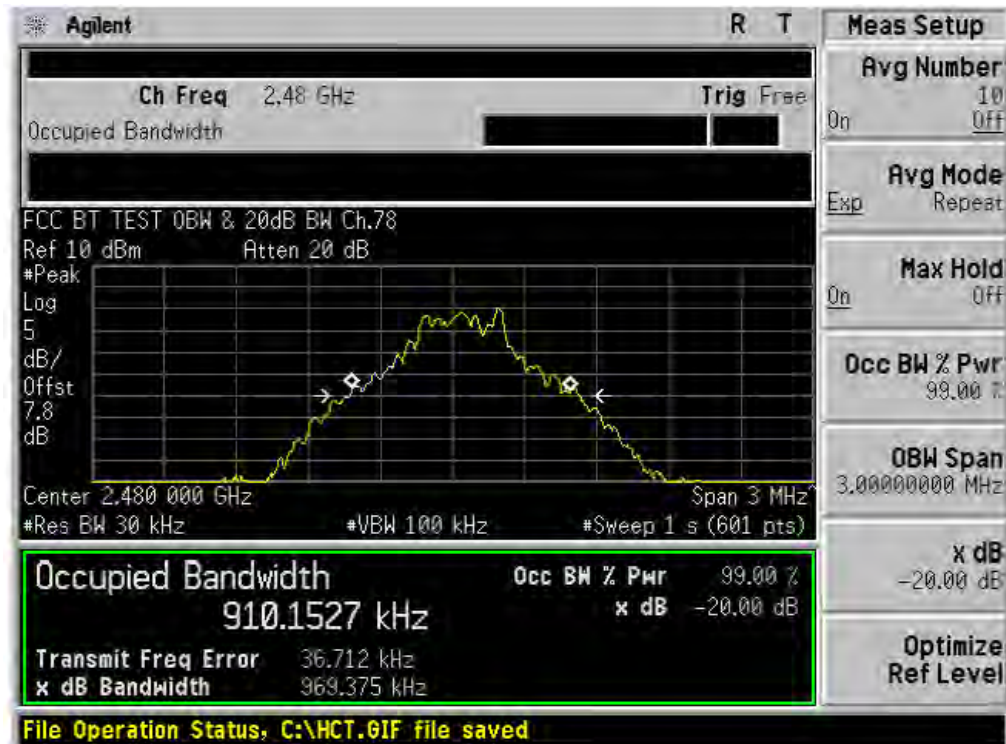 Agilent R T
Meas Setup
Ch Freq 2.48 GHz Trig Free
Occupied Bandwidth
FCC BT TEST OBW & 20dB BW Ch.78
Ref 10 dBm Atten 20 dB
#Peak
Log
5
dB/
Offst
7.8
dB
Center 2.480 000 GHz Span 3 MHz^
#Res BW 30 kHz #VBW 100 kHz #Sweep 1 s (601 pts)
Occupied Bandwidth Occ BW % Pwr 99.00 %
910.1527 kHz x dB -20.00 dB
Transmit Freq Error 36.712 kHz
x dB Bandwidth 969.375 kHz
Avg Number
10
On Off
Avg Mode
Exp Repeat
Max Hold
On Off
Occ BW % Pwr
99.00 %
OBW Span
3.00000000 MHz
x dB
-20.00 dB
Optimize
Ref Level
File Operation Status, C:\HCT.GIF file saved